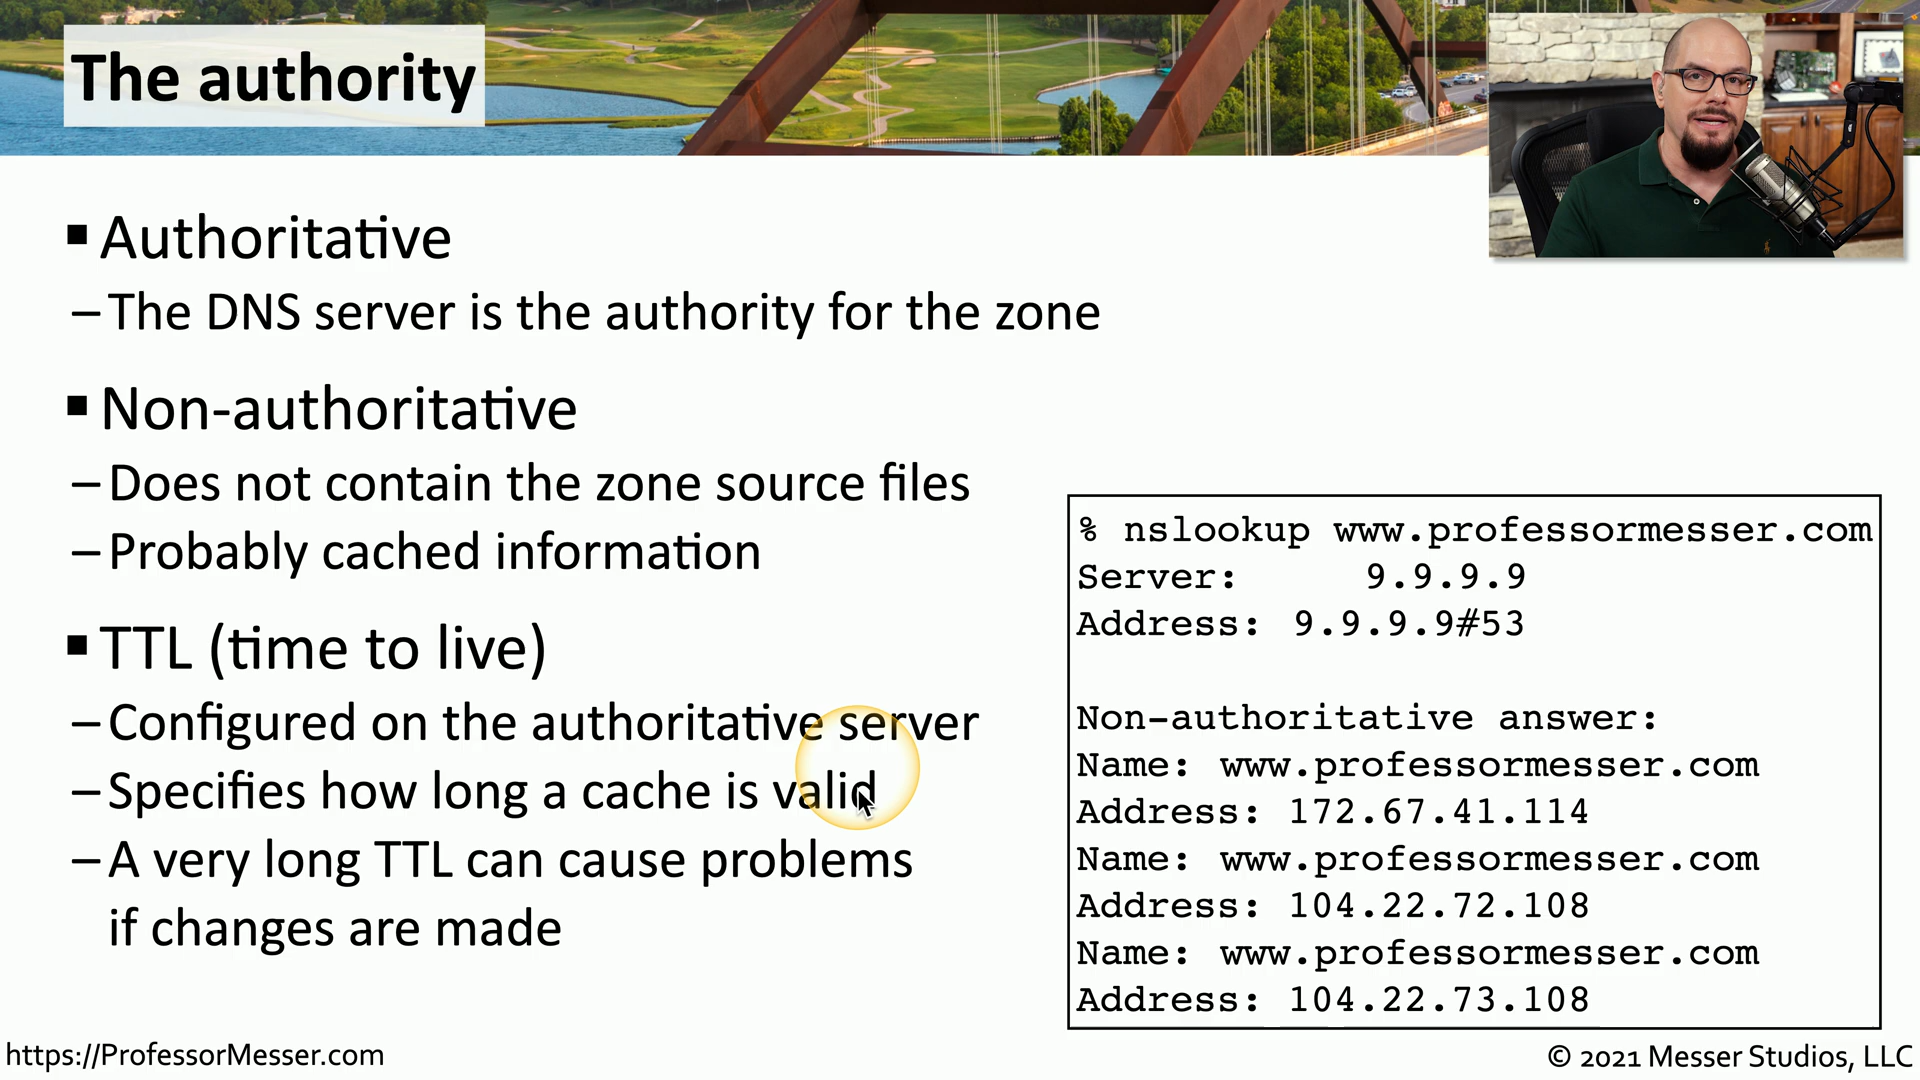 The authority
▪ Authoritative
– The DNS server is the authority for the zone
▪ Non-authoritative
– Does not contain the zone source files
– Probably cached information
▪ TTL (time to live)
– Configured on the authoritative server
– Specifies how long a cache is valid
– A very long TTL can cause problems
if changes are made
% nslookup www.professormesser.com
Server: 9.9.9.9
Address: 9.9.9.9#53
Non-authoritative answer:
Name: www.professormesser.com
Address: 172.67.41.114
Name: www.professormesser.com
Address: 104.22.72.108
Name: www.professormesser.com
Address: 104.22.73.108
https://ProfessorMesser.com
© 2021 Messer Studios, LLC